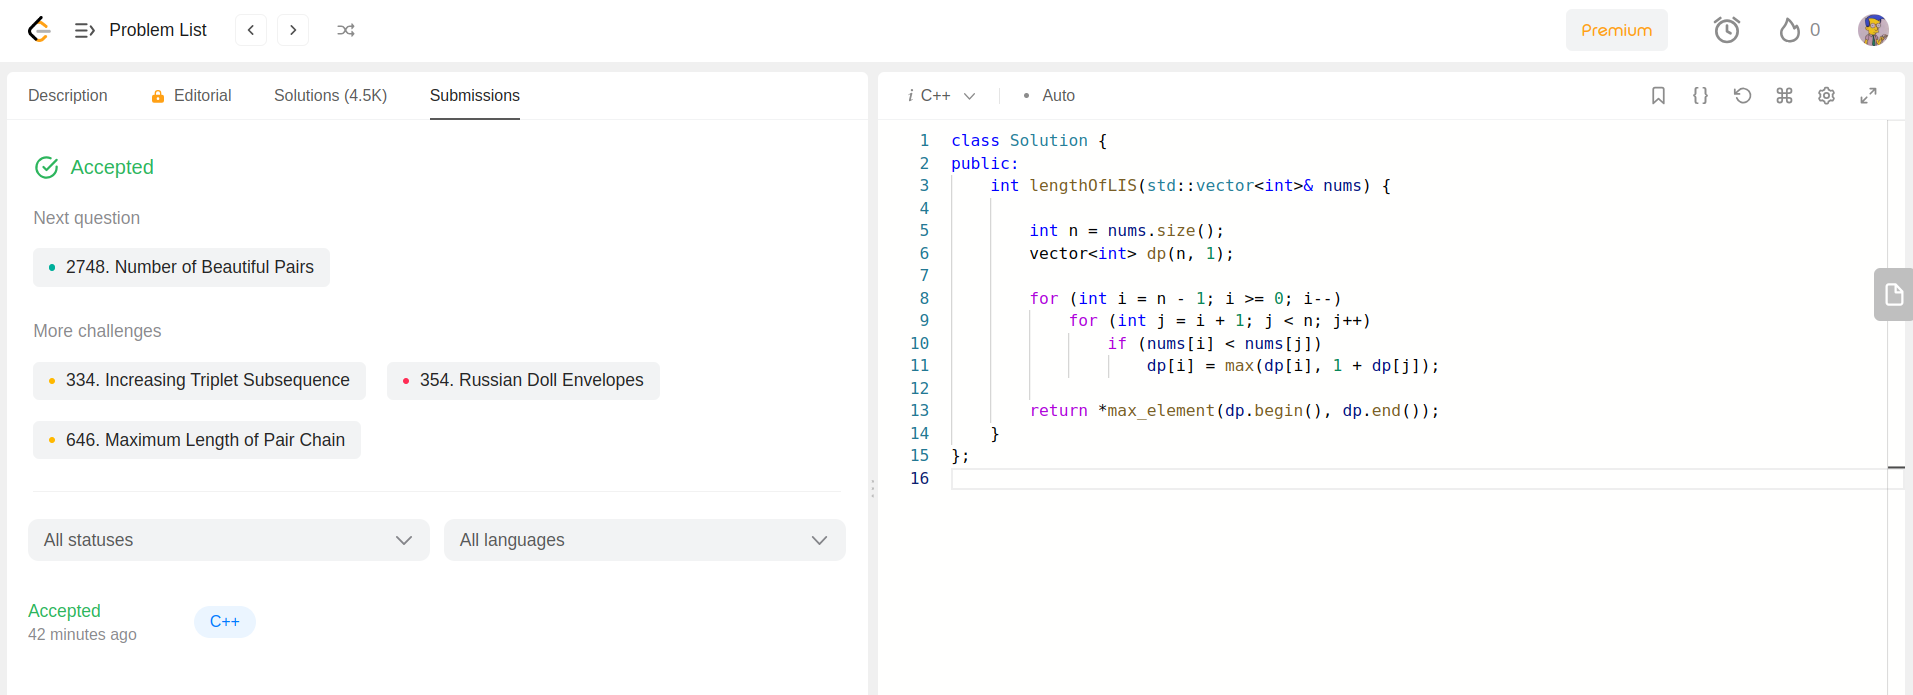 Problem List
Premium
0
Description
Editorial
Solutions (4.5K)
Submissions
Accepted
Next question
2748. Number of Beautiful Pairs
More challenges
334. Increasing Triplet Subsequence
354. Russian Doll Envelopes
646. Maximum Length of Pair Chain
All statuses
All languages
Accepted
42 minutes ago
C++
i C++
Auto
1 class Solution {
2 public:
3     int lengthOfLIS(std::vector<int>& nums) {
4
5         int n = nums.size();
6         vector<int> dp(n, 1);
7
8         for (int i = n - 1; i >= 0; i--)
9             for (int j = i + 1; j < n; j++)
10                 if (nums[i] < nums[j])
11                     dp[i] = max(dp[i], 1 + dp[j]);
12
13         return *max_element(dp.begin(), dp.end());
14     }
15 };
16